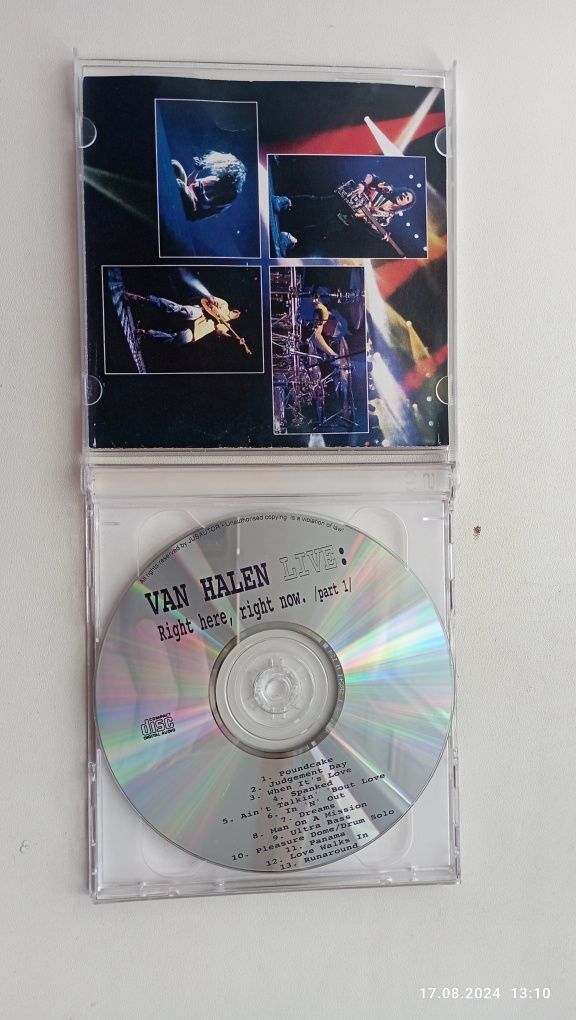 All rights reserved by JUSAUTOR • Unauthorised copying is a violation of law!
VAN HALEN LIVE:
Right here, right now. /part 1/
COMPACT
disc
DIGITAL AUDIO
1. Poundcake
2. Judgement Day
3. When It's Love
4. Spanked
5. Ain't Talkin' 'Bout Love
6. In 'N' Out
7. Dreams
8. Man On A Mission
9. Ultra Bass
10. Pleasure Dome/Drum Solo
11. Panama
12. Love Walks In
13. Runaround
17.08.2024 13:10